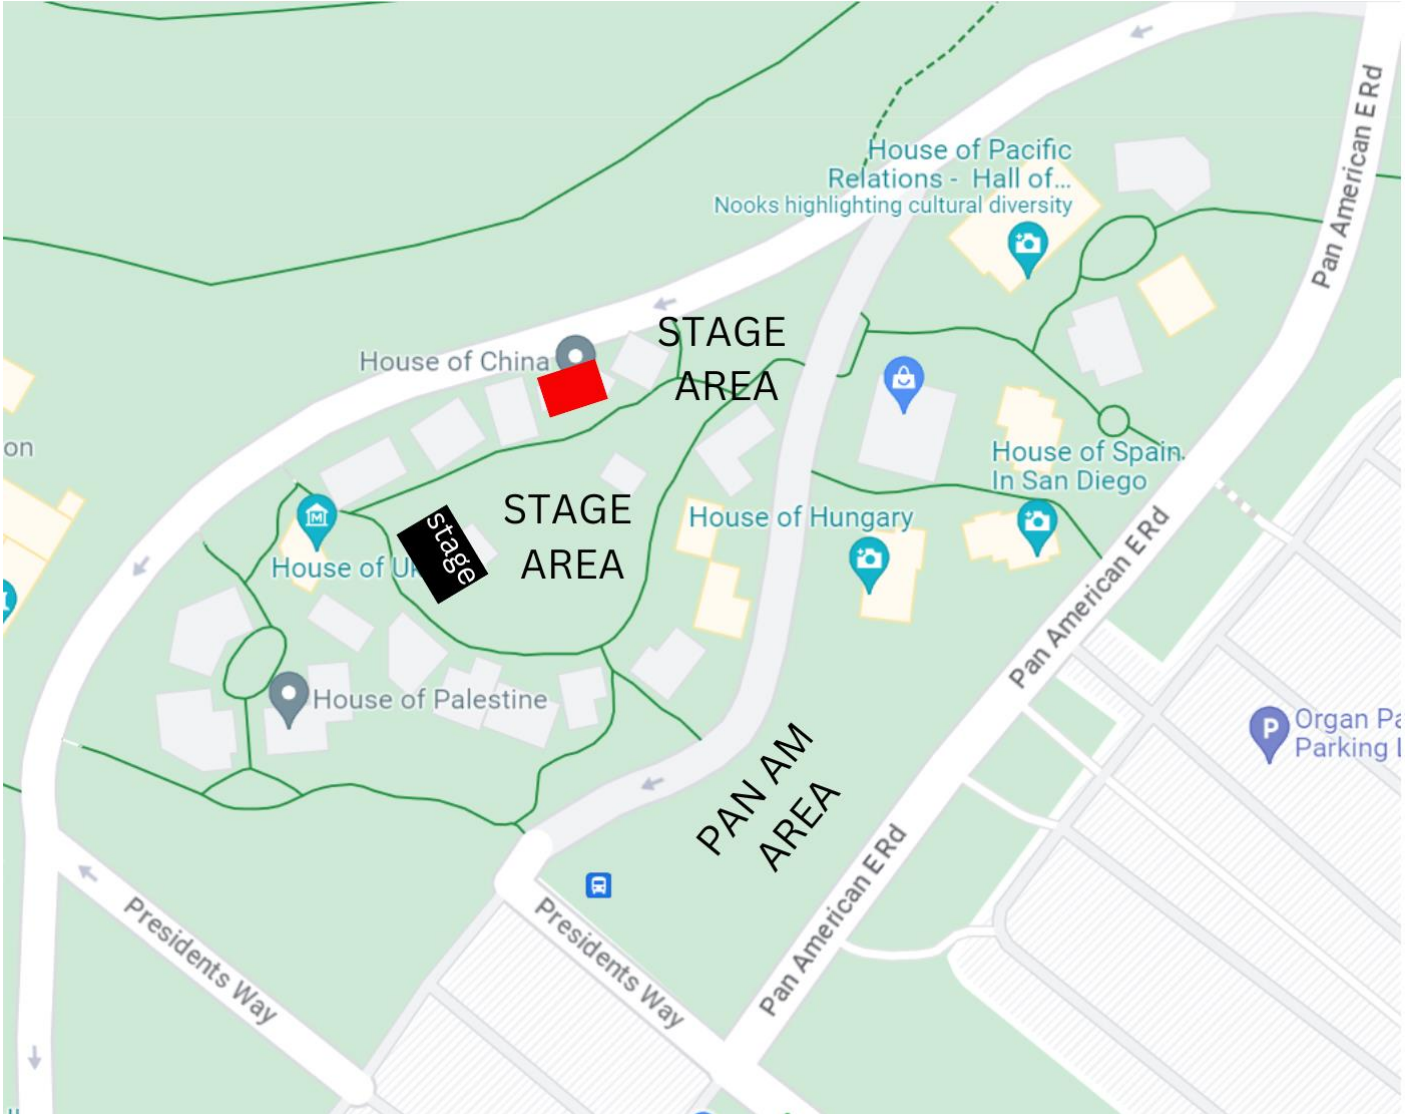 House of Pacific
Relations - Hall of...
Nooks highlighting cultural diversity
Pan American E Rd
STAGE
AREA
House of China
on
House of Spain
In San Diego
STAGE
AREA
House of Hungary
stage
House of
Pan American E Rd
House of Palestine
Organ Pa
Parking L
P
PAN AM
AREA
Pan American E Rd
Presidents Way
Presidents Way